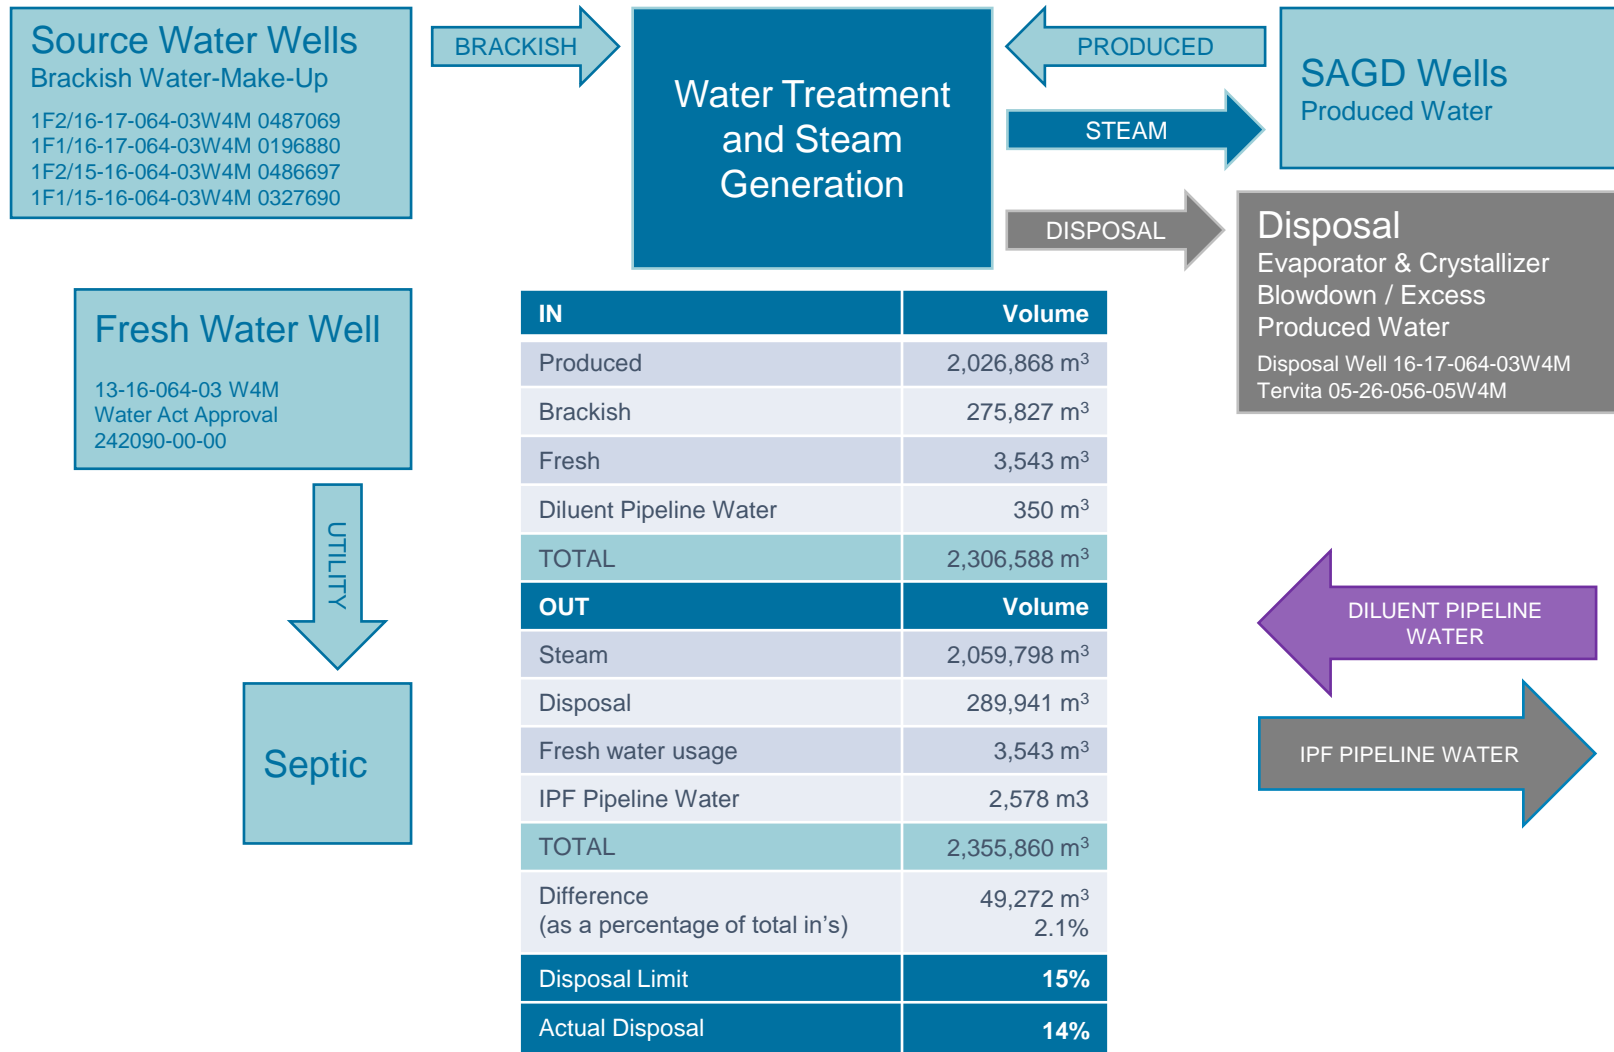 Source Water Wells
Brackish Water-Make-Up
1F2/16-17-064-03W4M 0487069
1F1/16-17-064-03W4M 0196880
1F2/15-16-064-03W4M 0486697
1F1/15-16-064-03W4M 0327690
BRACKISH
Water Treatment
and Steam
Generation
PRODUCED
STEAM
DISPOSAL
SAGD Wells
Produced Water
Disposal
Evaporator & Crystallizer
Blowdown / Excess
Produced Water
Disposal Well 16-17-064-03W4M
Tervita 05-26-056-05W4M
Fresh Water Well
13-16-064-03 W4M
Water Act Approval
242090-00-00
UTILITY
Septic
IN Volume
Produced 2,026,868 m³
Brackish 275,827 m³
Fresh 3,543 m³
Diluent Pipeline Water 350 m³
TOTAL 2,306,588 m³
OUT Volume
Steam 2,059,798 m³
Disposal 289,941 m³
Fresh water usage 3,543 m³
IPF Pipeline Water 2,578 m3
TOTAL 2,355,860 m³
Difference 49,272 m³
(as a percentage of total in's) 2.1%
Disposal Limit 15%
Actual Disposal 14%
DILUENT PIPELINE
WATER
IPF PIPELINE WATER